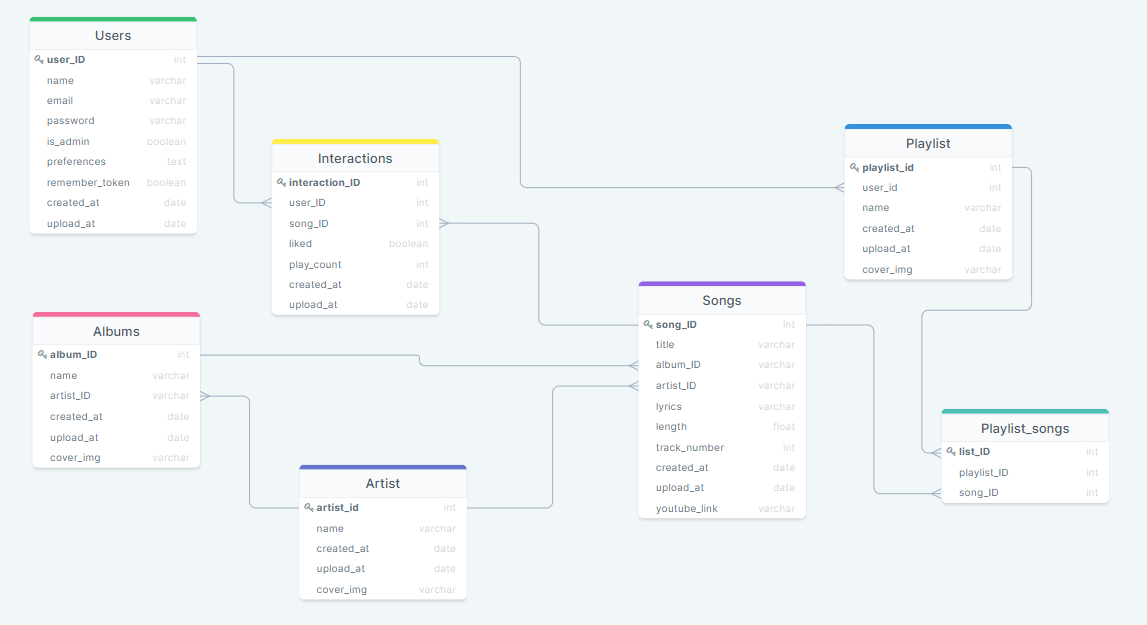 Users
user_ID int
name varchar
email varchar
password varchar
is_admin boolean
preferences text
remember_token boolean
created_at date
upload_at date
Interactions
interaction_ID int
user_ID int
song_ID int
liked boolean
play_count int
created_at date
upload_at date
Playlist
playlist_id int
user_id int
name varchar
created_at date
upload_at date
cover_img varchar
Albums
album_ID int
name varchar
artist_ID varchar
created_at date
upload_at date
cover_img varchar
Songs
song_ID int
title varchar
album_ID varchar
artist_ID varchar
lyrics varchar
length float
track_number int
created_at date
upload_at date
youtube_link varchar
Artist
artist_id int
name varchar
created_at date
upload_at date
cover_img varchar
Playlist_songs
list_ID int
playlist_ID int
song_ID int